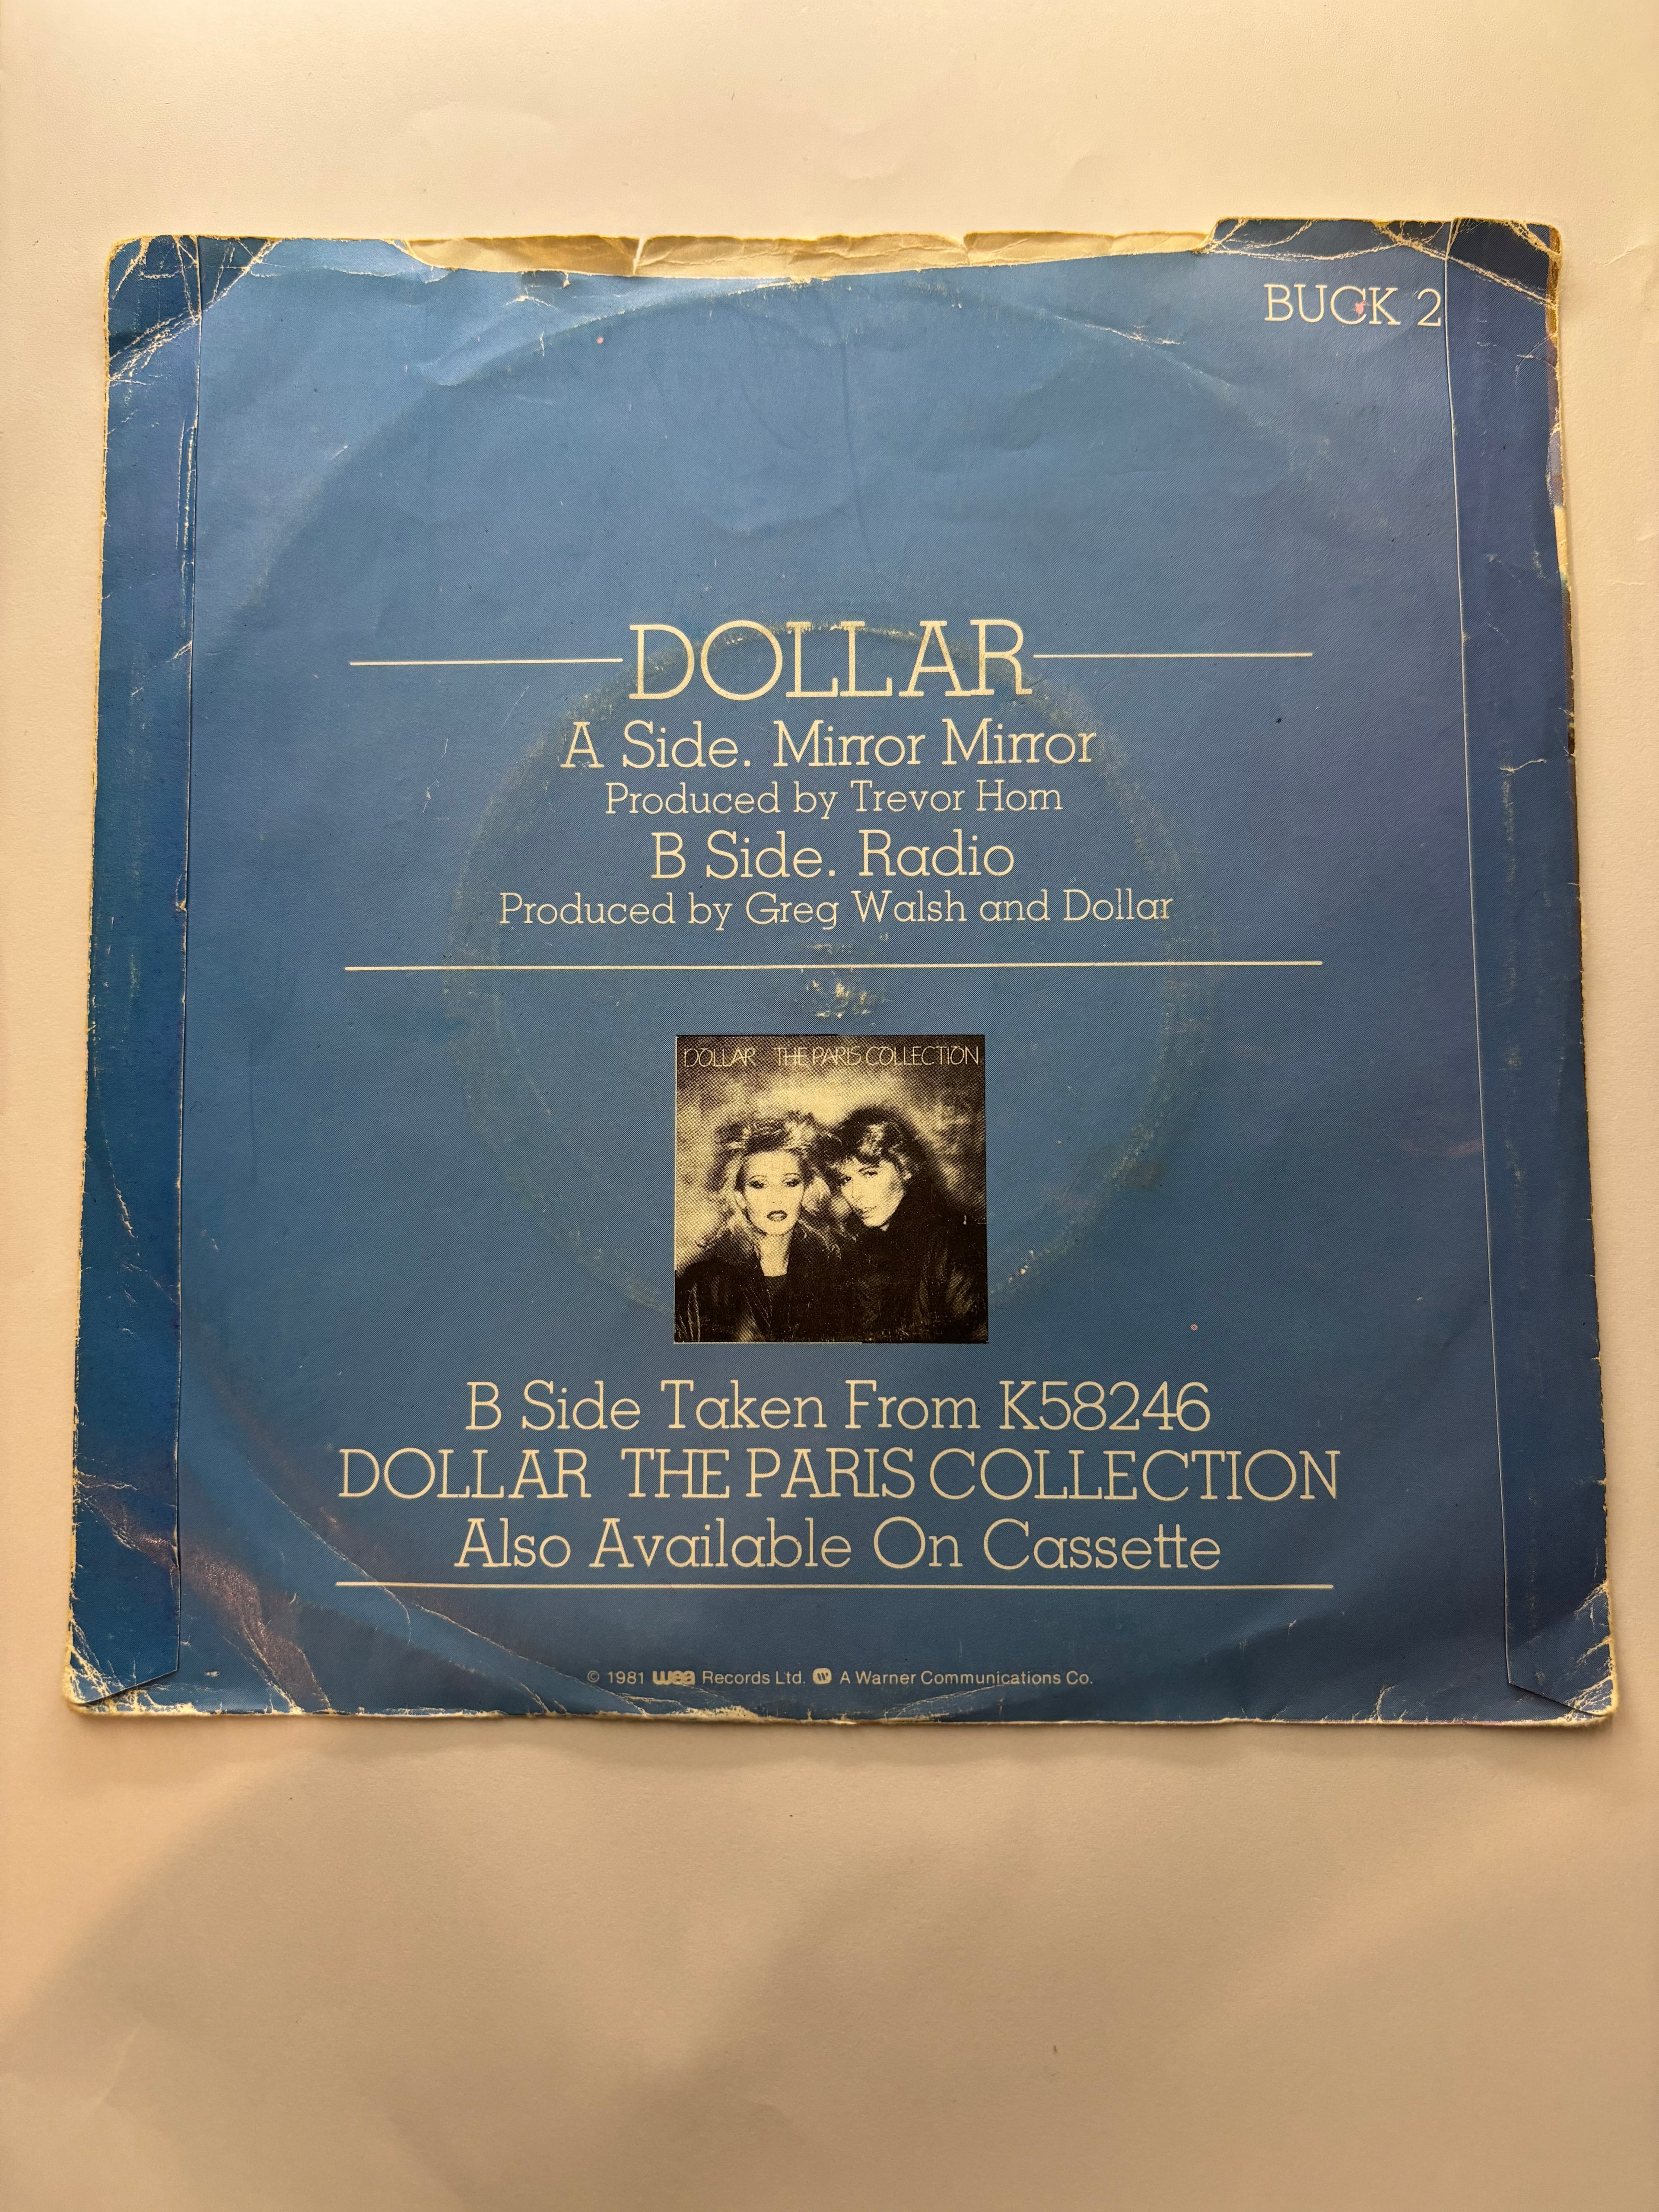 BUCK 2
DOLLAR
A Side. Mirror Mirror
Produced by Trevor Horn
B Side. Radio
Produced by Greg Walsh and Dollar
DOLLAR THE PARIS COLLECTION
B Side Taken From K58246
DOLLAR THE PARIS COLLECTION
Also Available On Cassette
© 1981 wea Records Ltd. W A Warner Communications Co.